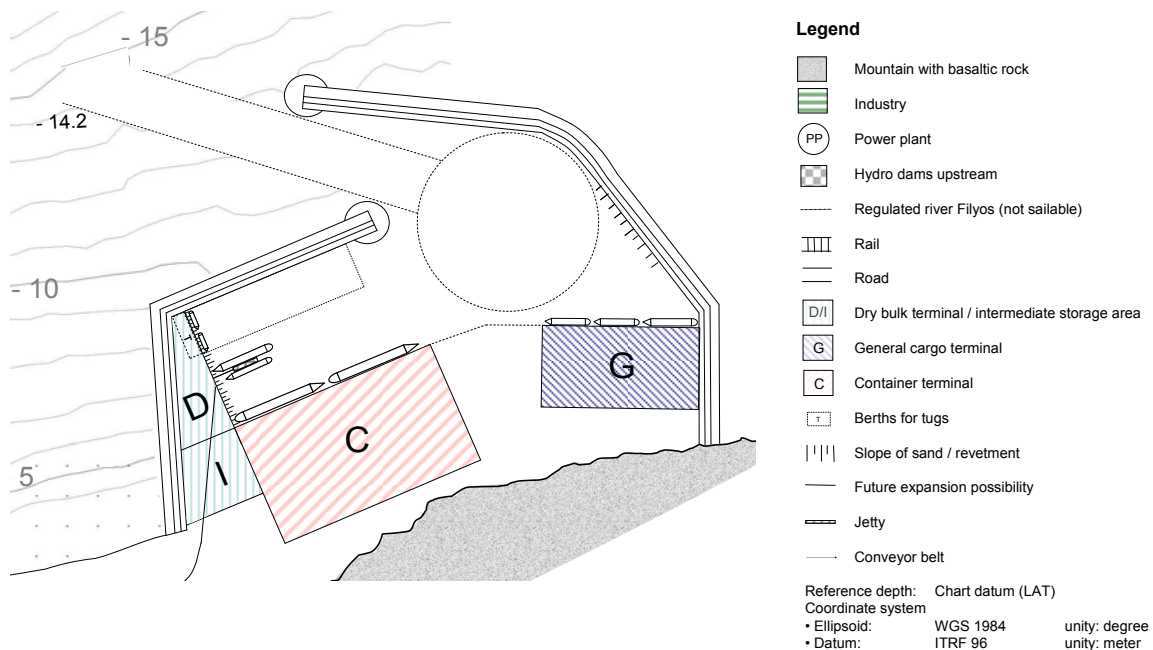 - 15
- 14.2
- 10
5
D
I
C
G
T
Legend
Mountain with basaltic rock
Industry
PP Power plant
Hydro dams upstream
Regulated river Filyos (not sailable)
Rail
Road
D/I Dry bulk terminal / intermediate storage area
G General cargo terminal
C Container terminal
T Berths for tugs
Slope of sand / revetment
Future expansion possibility
Jetty
Conveyor belt
Reference depth: Chart datum (LAT)
Coordinate system
• Ellipsoid: WGS 1984 unity: degree
• Datum: ITRF 96 unity: meter